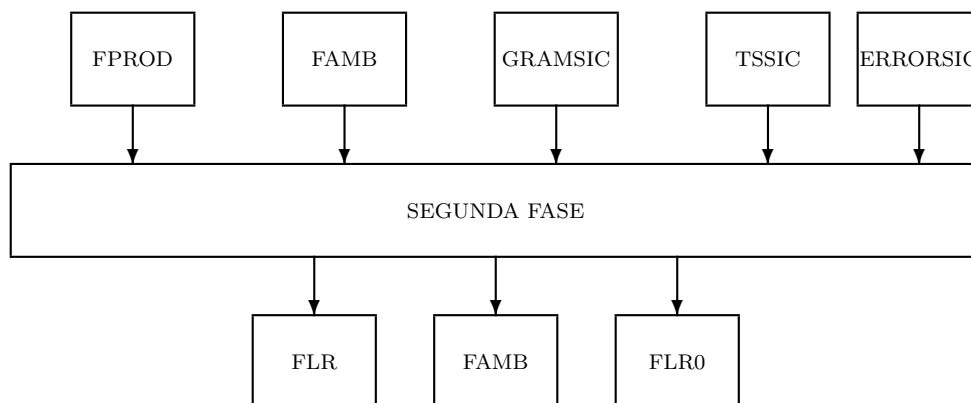 FPROD FAMB GRAMSIC TSSIC ERRORSIC
SEGUNDA FASE
FLR FAMB FLR0